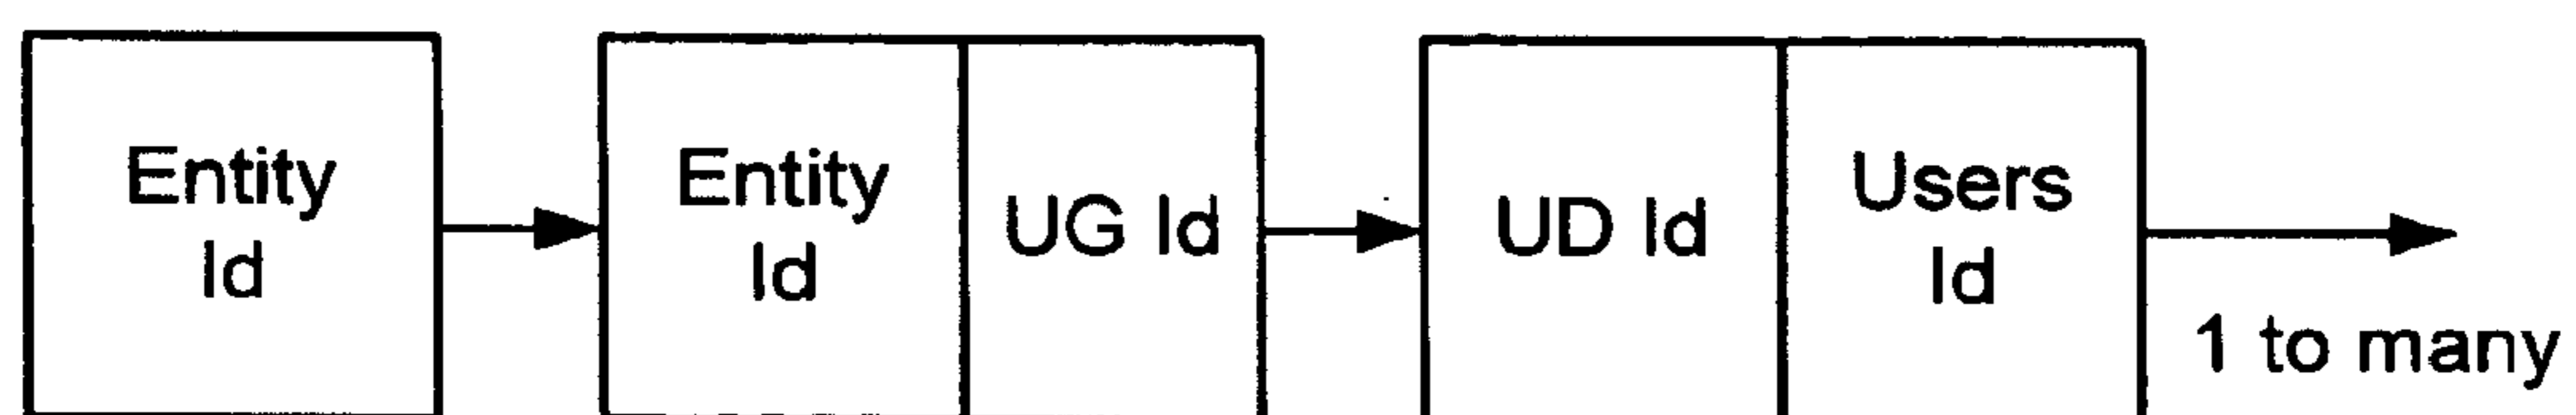 Entity
Id
Entity
Id
UG Id
UD Id
Users
Id
1 to many